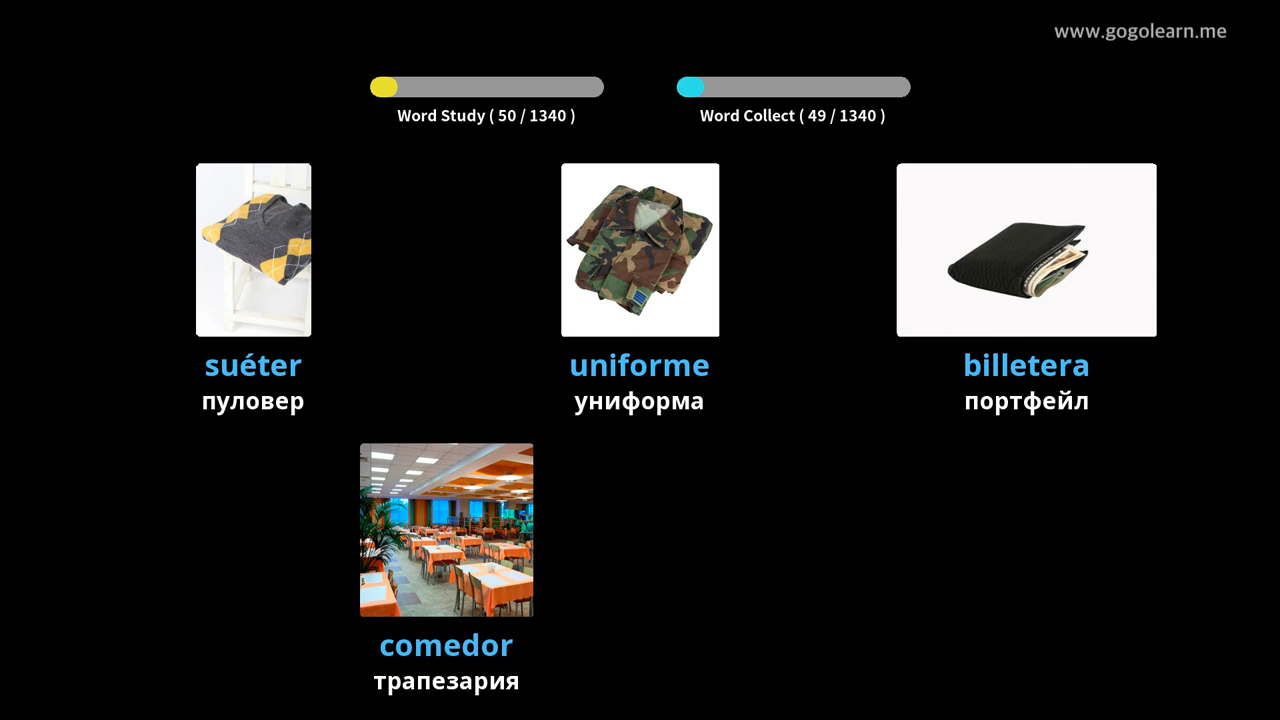 www.gogolearn.me
Word Study ( 50 / 1340 )
Word Collect ( 49 / 1340 )
suéter
пуловер
uniforme
униформа
billetera
портфейл
comedor
трапезария